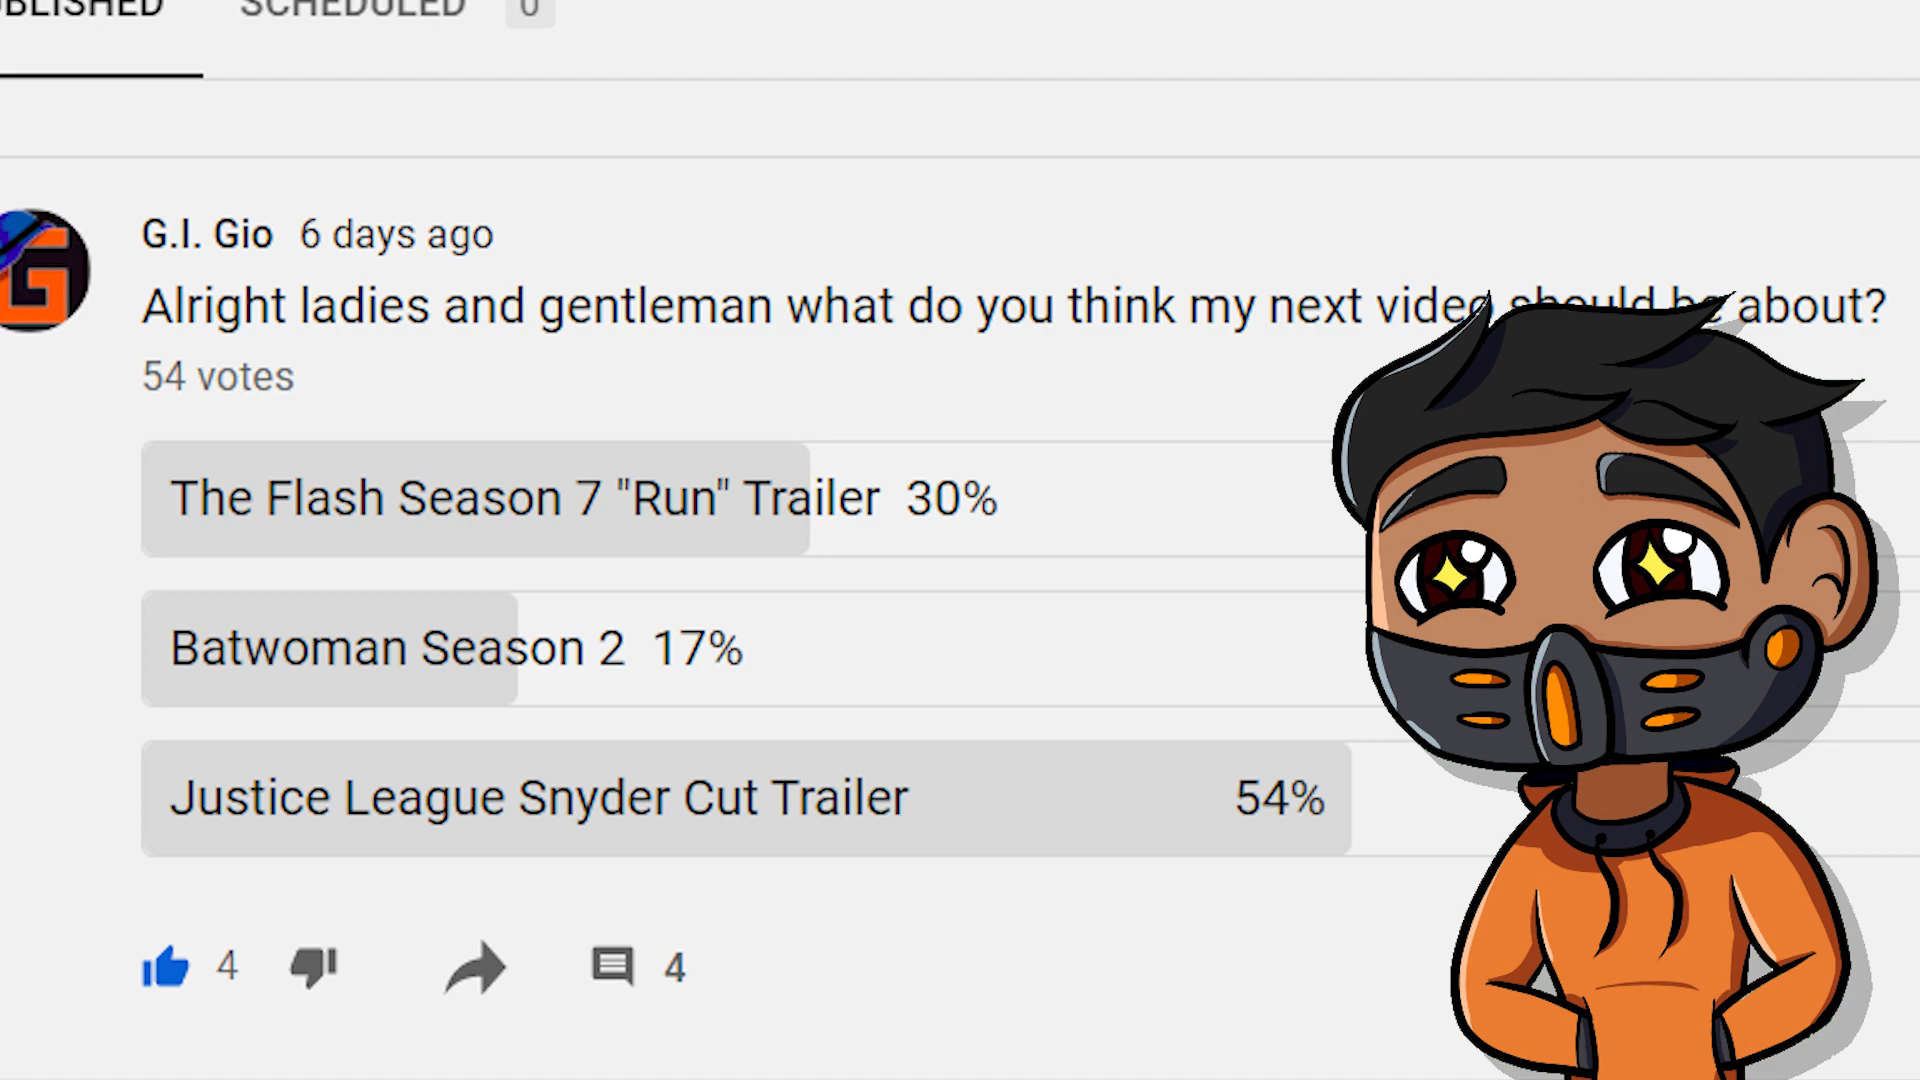 SCHEDULED 0
G.I. Gio 6 days ago
Alright ladies and gentleman what do you think my next video should be about?
54 votes
The Flash Season 7 "Run" Trailer 30%
Batwoman Season 2 17%
Justice League Snyder Cut Trailer 54%
4 4